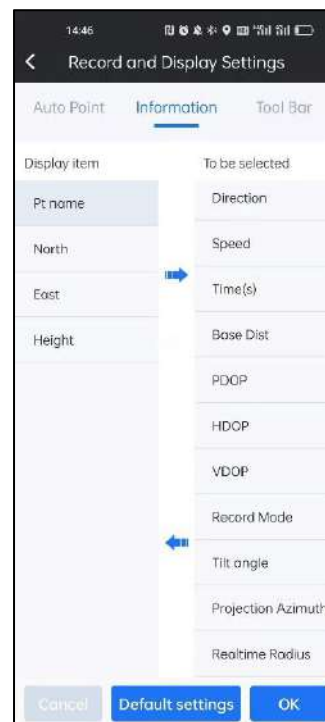 14:46
Record and Display Settings
Auto Point Information Tool Bar
Display item To be selected
Pt name
North
East
Height
Direction
Speed
Time(s)
Base Dist
PDOP
HDOP
VDOP
Record Mode
Tilt angle
Projection Azimuth
Realtime Radius
Cancel Default settings OK